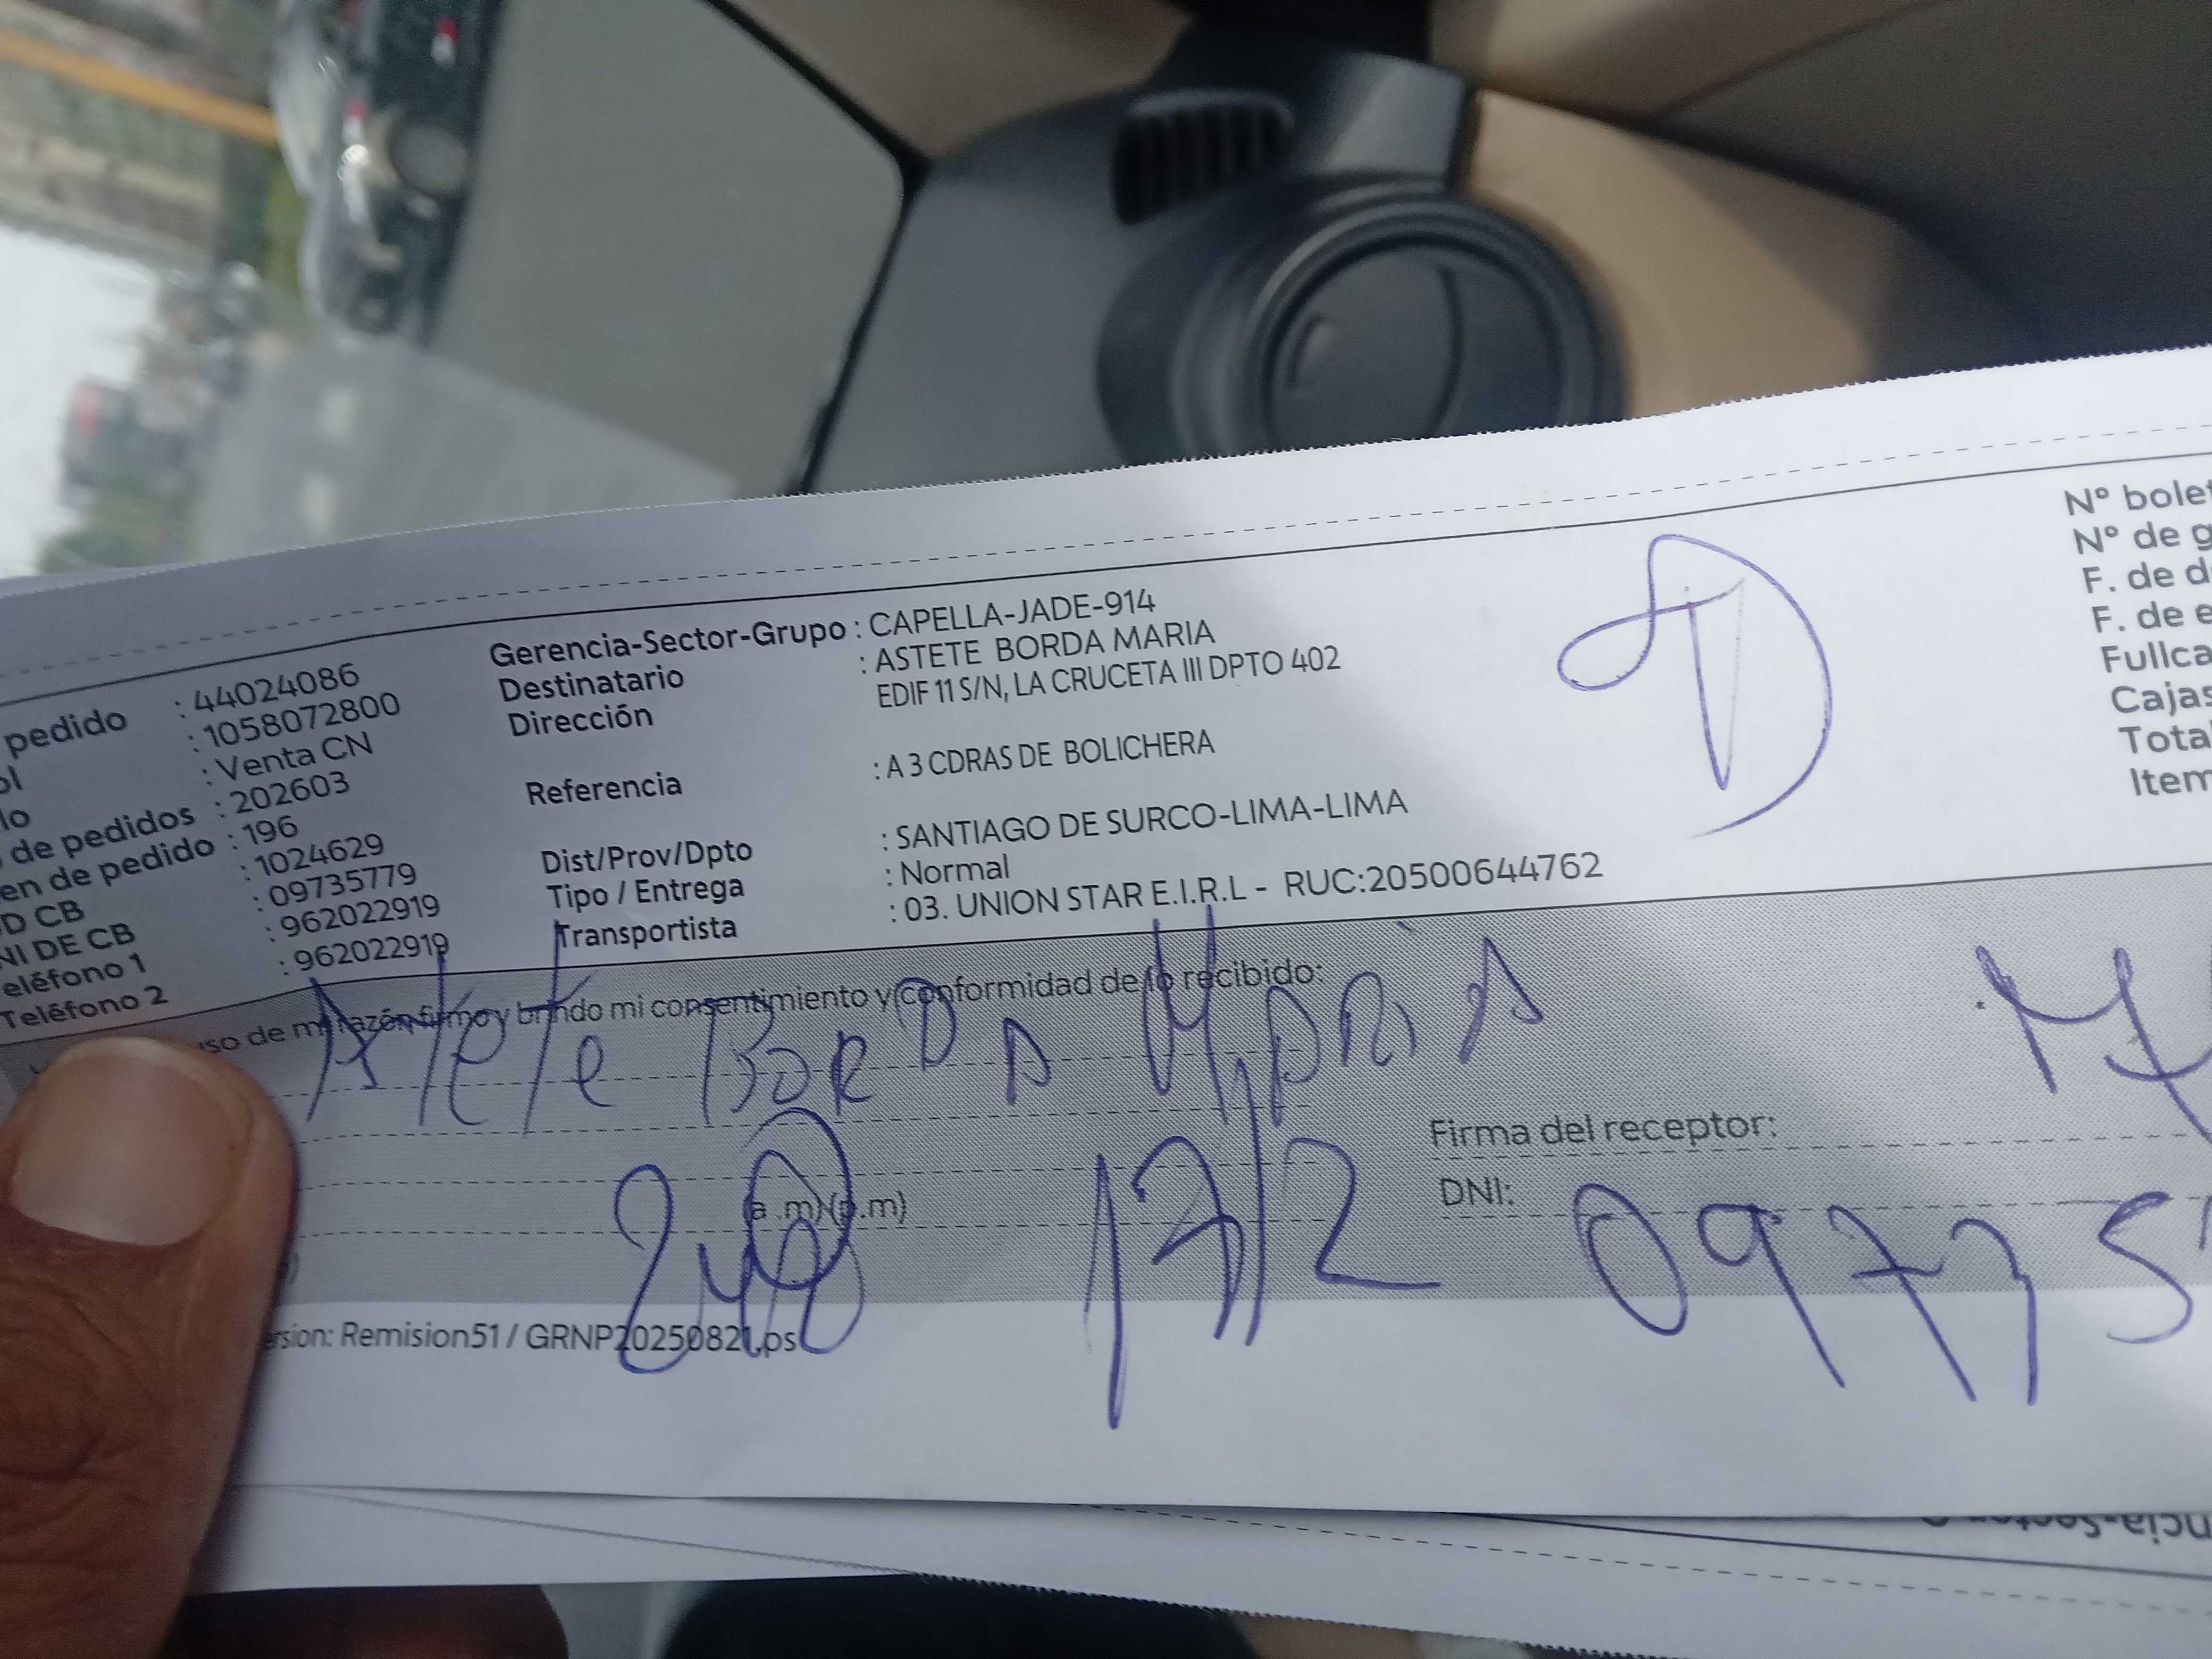 pedido : 44024086
: 1058072800
: Venta CN
de pedidos : 202603
en de pedido : 196
D CB : 1024629
NI DE CB : 09735779
eléfono 1 : 962022919
Teléfono 2 : 962022919
Gerencia-Sector-Grupo : CAPELLA-JADE-914
Destinatario : ASTETE BORDA MARIA
Dirección EDIF 11 S/N, LA CRUCETA III DPTO 402
Referencia : A 3 CDRAS DE BOLICHERA
Dist/Prov/Dpto : SANTIAGO DE SURCO-LIMA-LIMA
Tipo / Entrega : Normal
Transportista : 03. UNION STAR E.I.R.L - RUC:20500644762
N° bolet
N° de g
F. de d
F. de e
Fullca
Cajas
Total
Item
D
uso de mi razón firmo y brindo mi consentimiento y conformidad de lo recibido:
Astete BORDA MARIA
Firma del receptor:
(a.m)(p.m) 17/2
DNI: 09735
ersion: Remision51 / GRNP20250821.ps